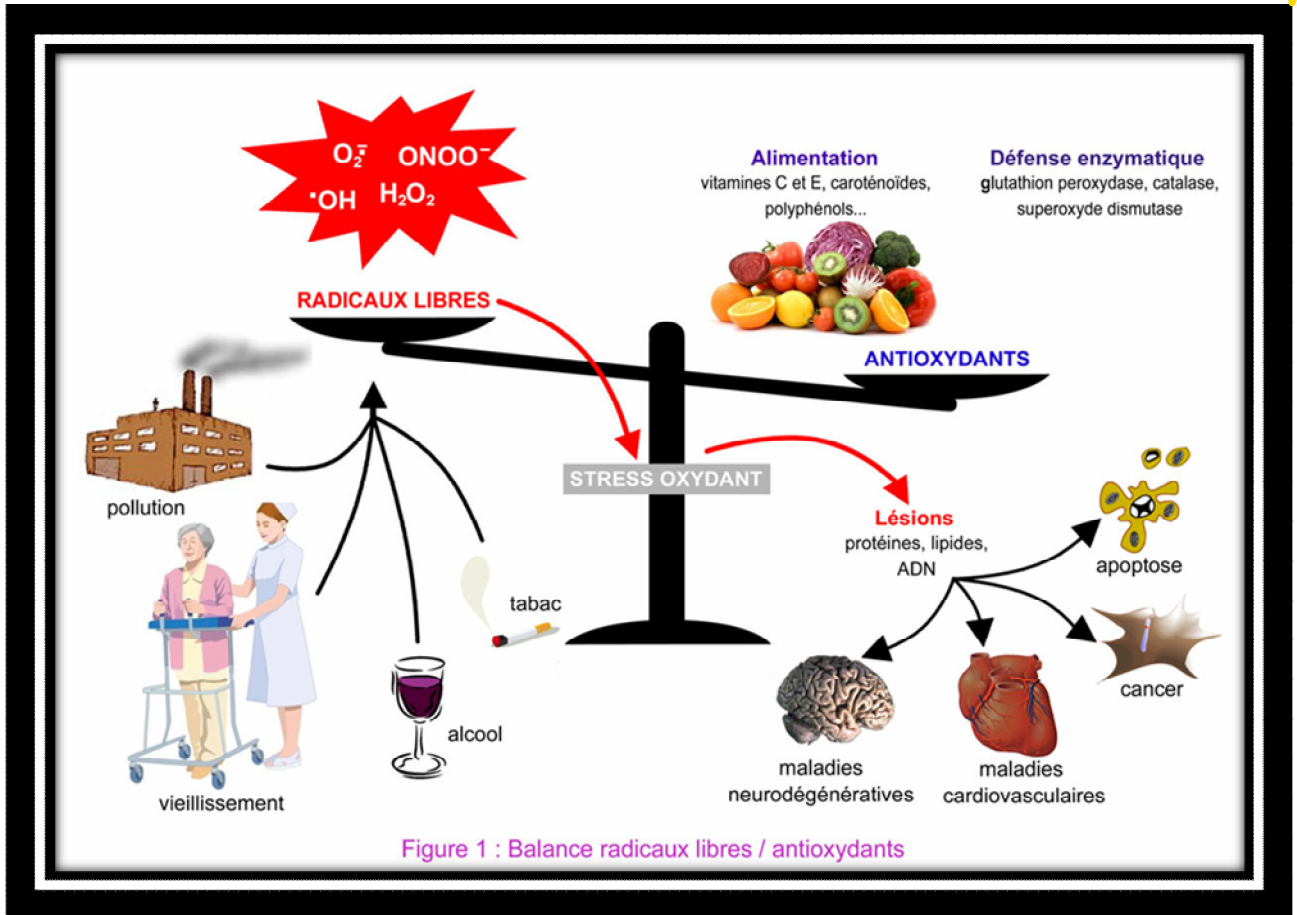 O₂•⁻ ONOO⁻
•OH H₂O₂
RADICAUX LIBRES
Alimentation
vitamines C et E, caroténoïdes,
polyphénols...
Défense enzymatique
glutathion peroxydase, catalase,
superoxyde dismutase
ANTIOXYDANTS
pollution
STRESS OXYDANT
Lésions
protéines, lipides,
ADN
apoptose
tabac
cancer
alcool
vieillissement
maladies
neurodégénératives
maladies
cardiovasculaires
Figure 1 : Balance radicaux libres / antioxydants